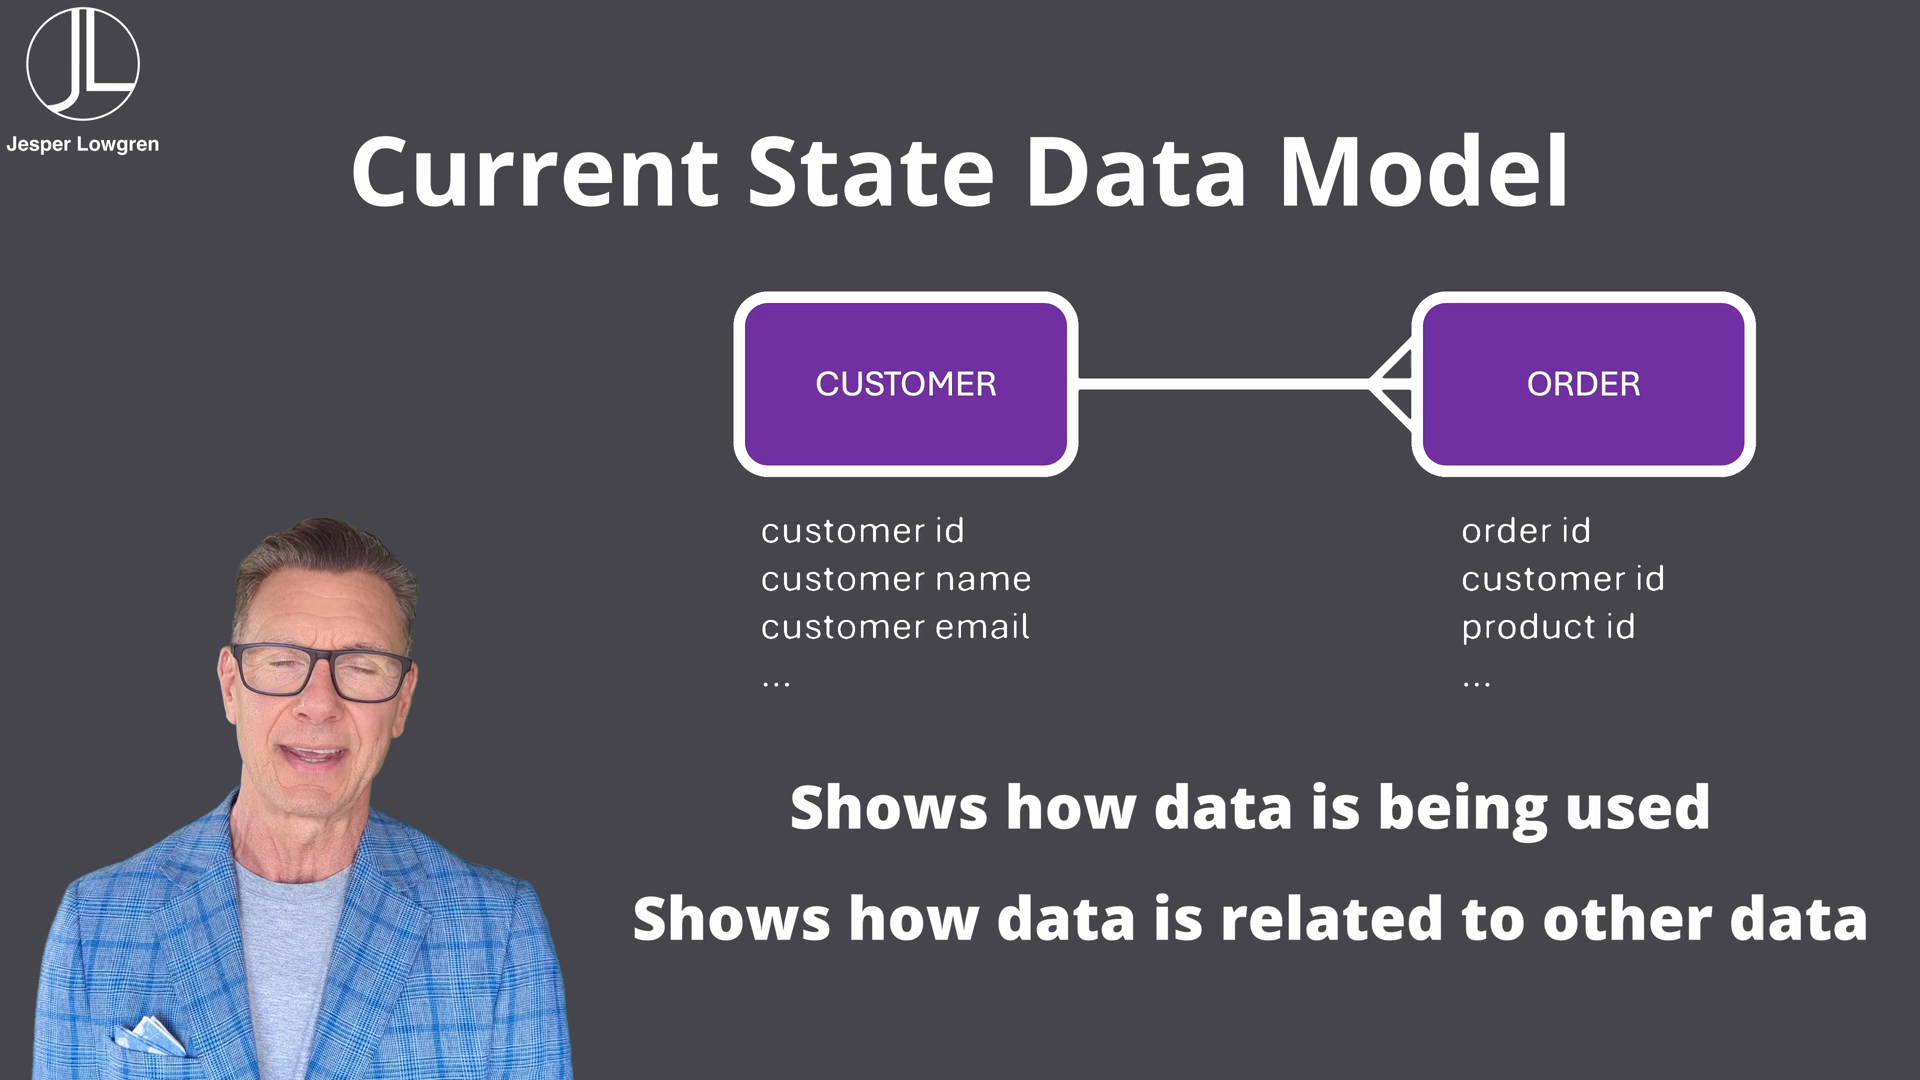 JL
Jesper Lowgren
Current State Data Model
CUSTOMER
ORDER
customer id
customer name
customer email
...
order id
customer id
product id
...
Shows how data is being used
Shows how data is related to other data